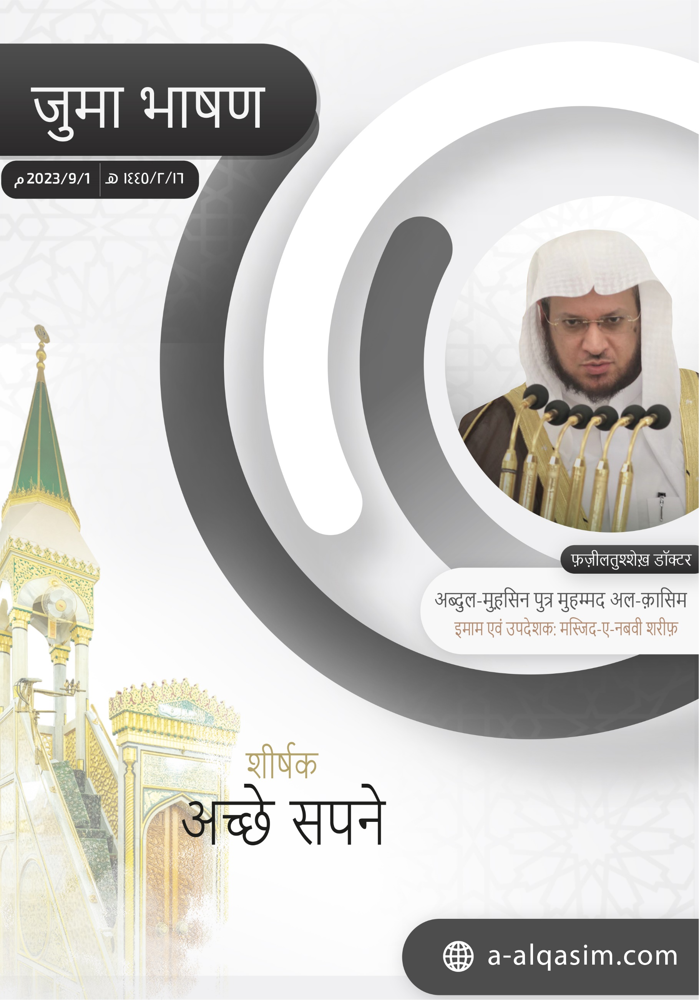 जुमा भाषण
١٤٤٥/٢/١٦ هـ | 2023/9/1 م
फ़ज़ीलतुश्शेख़ डॉक्टर
अब्दुल-मुह़सिन पुत्र मुहम्मद अल-क़ासिम
इमाम एवं उपदेशक: मस्जिद-ए-नबवी शरीफ़
शीर्षक
अच्छे सपने
a-alqasim.com